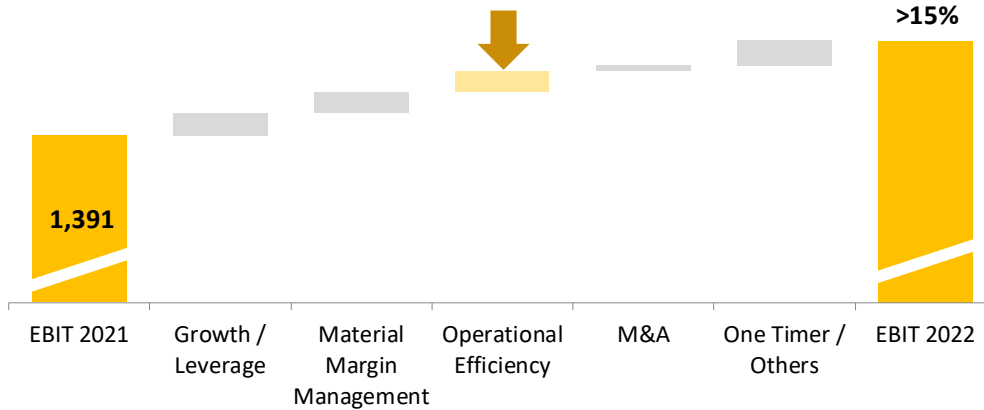 >15%
1,391
EBIT 2021
Growth /
Leverage
Material
Margin
Management
Operational
Efficiency
M&A
One Timer /
Others
EBIT 2022